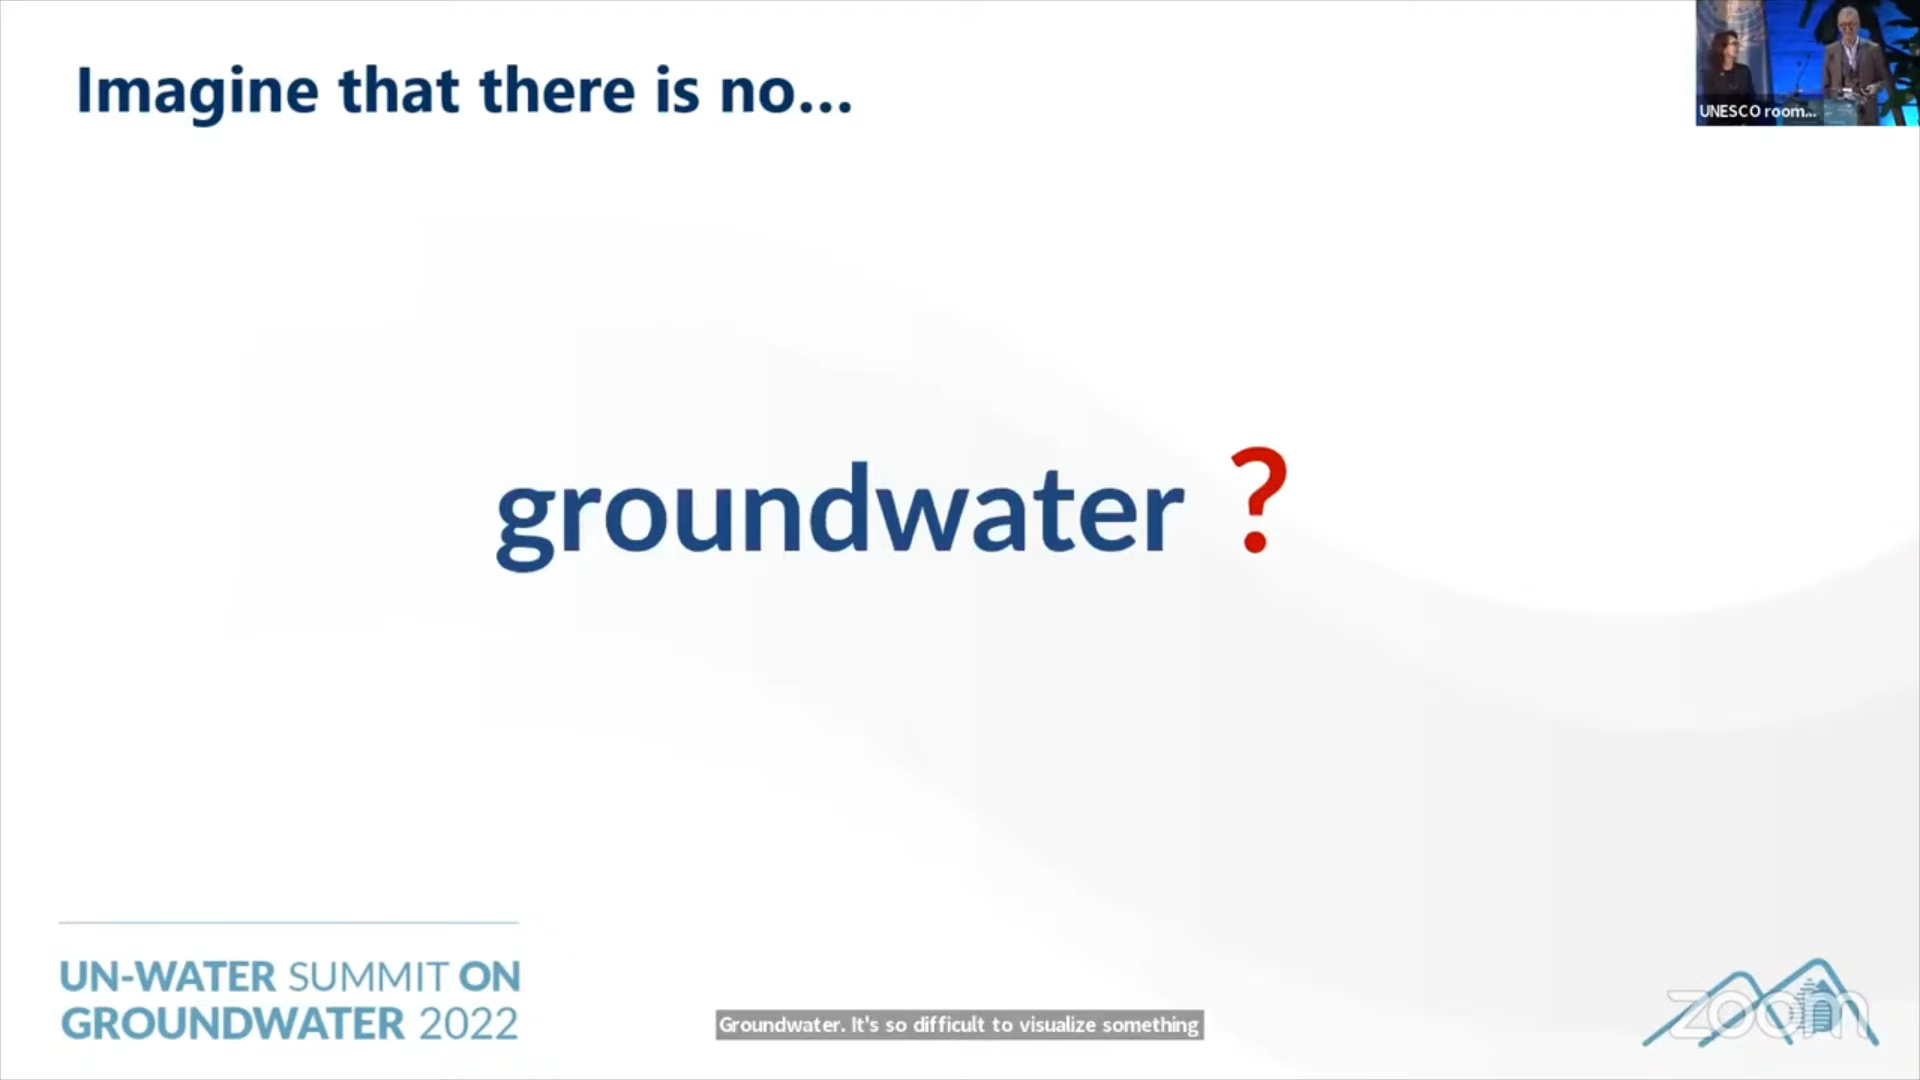 Imagine that there is no...
UNESCO room...
groundwater ?
UN-WATER SUMMIT ON
GROUNDWATER 2022
Groundwater. It's so difficult to visualize something
zoom